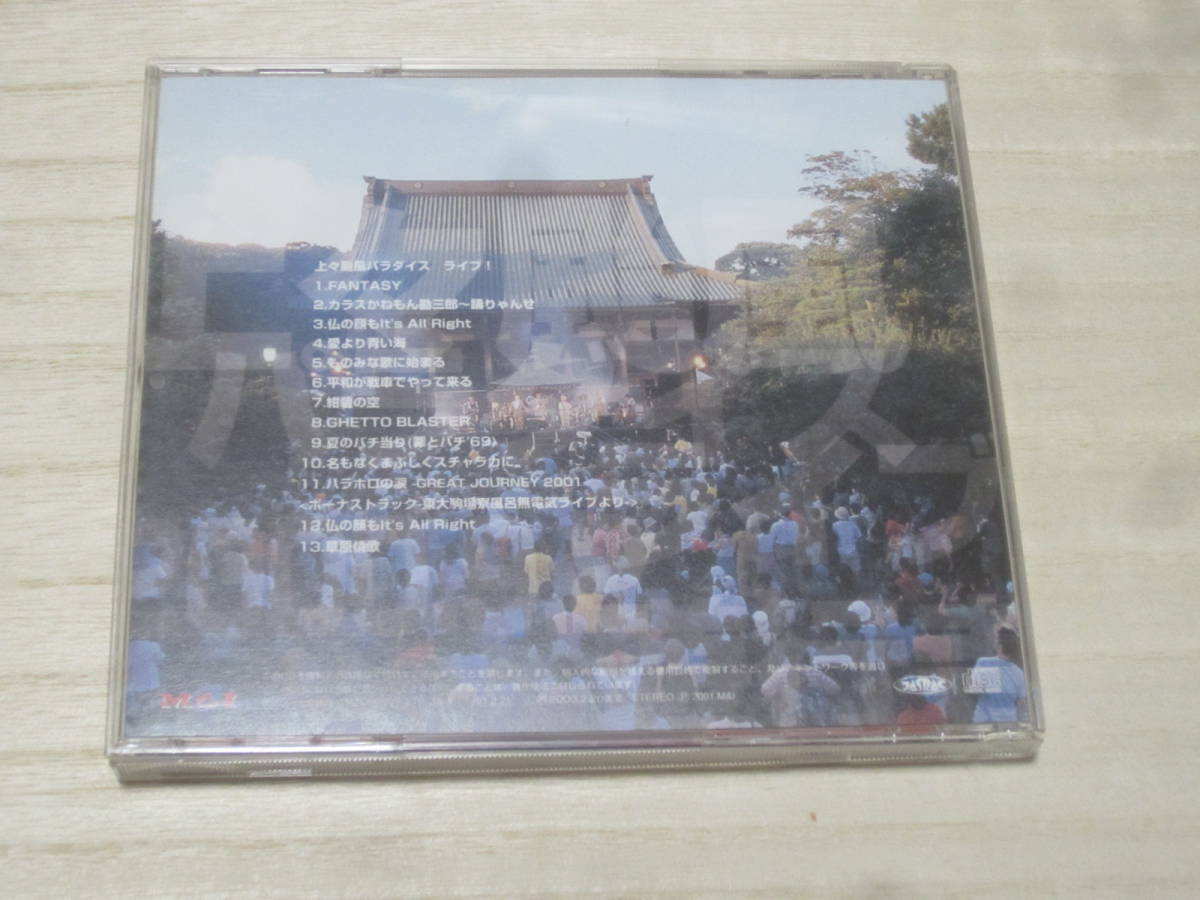 上々颱風パラダイス ライブ！
1.FANTASY
2.カラスかねもん勘三郎〜踊りゃんせ
3.仏の顔もIt's All Right
4.愛より青い海
5.ものみな歌に始まる
6.平和が戦車でやって来る
7.紺碧の空
8.GHETTO BLASTER
9.夏のバチ当り(罪とバチ'69)
10.名もなくまぶしくスチャラカに
11.ハラホロの涙 -GREAT JOURNEY 2001-
<ボーナストラック-東大駒場寮風呂無電気ライブより->
12.仏の顔もIt's All Right
13.草原情歌
STEREO ℗ 2001 M&I
JASRAC